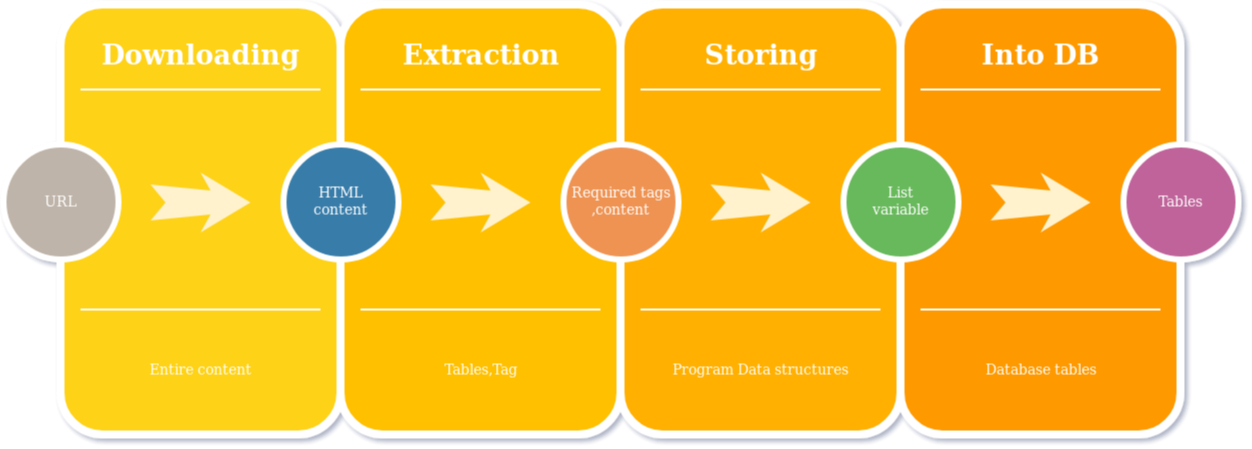 Downloading
Extraction
Storing
Into DB
URL
HTML
content
Required tags
,content
List
variable
Tables
Entire content
Tables,Tag
Program Data structures
Database tables